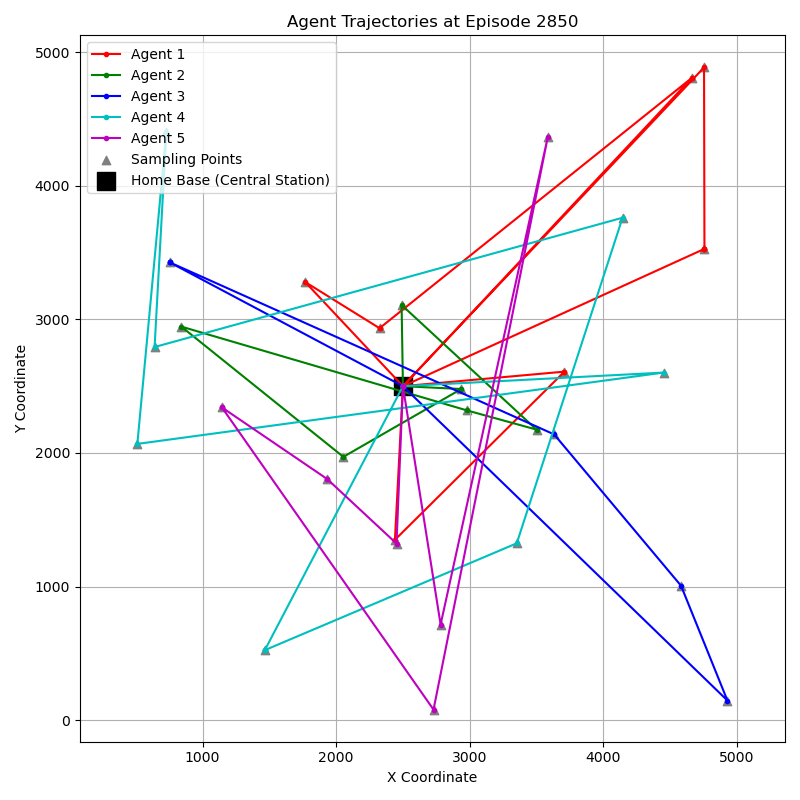 Agent Trajectories at Episode 2850
Agent 1
Agent 2
Agent 3
Agent 4
Agent 5
Sampling Points
Home Base (Central Station)
Y Coordinate
5000
4000
3000
2000
1000
0
1000
2000
3000
4000
5000
X Coordinate